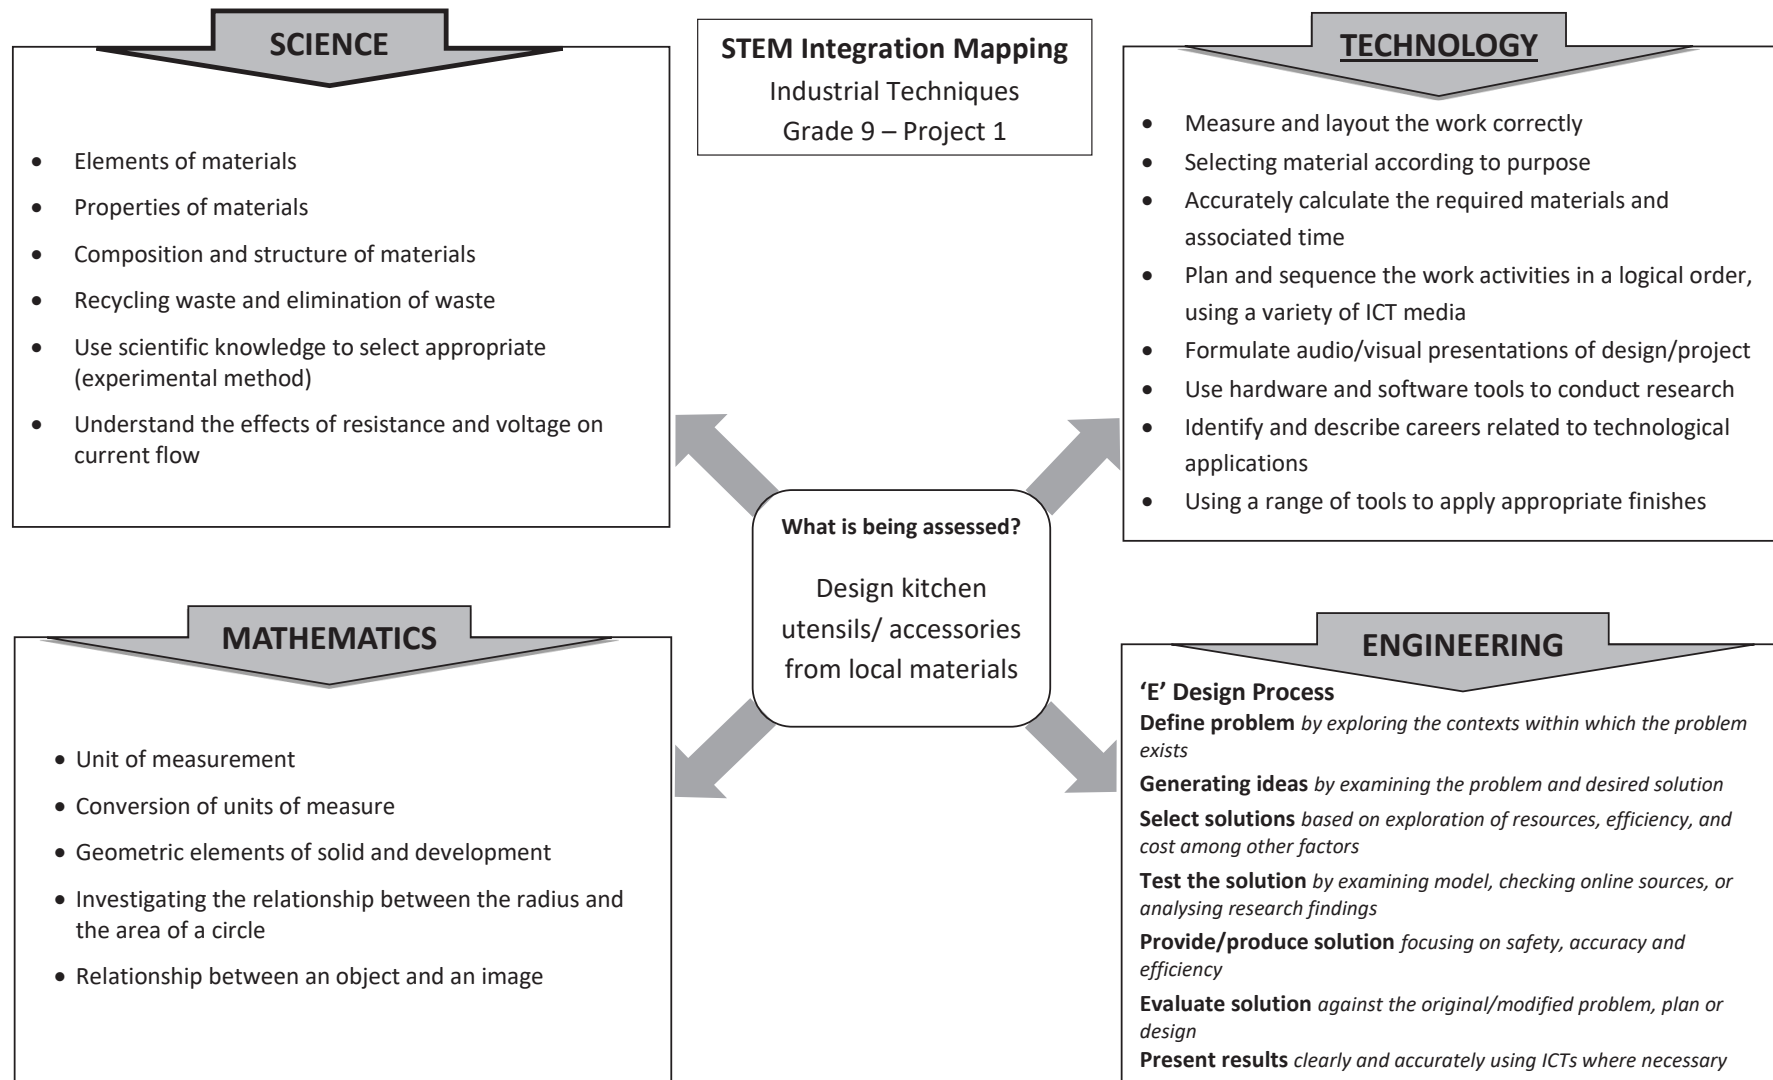 SCIENCE
• Elements of materials
• Properties of materials
• Composition and structure of materials
• Recycling waste and elimination of waste
• Use scientific knowledge to select appropriate
(experimental method)
• Understand the effects of resistance and voltage on
current flow
STEM Integration Mapping
Industrial Techniques
Grade 9 – Project 1
TECHNOLOGY
• Measure and layout the work correctly
• Selecting material according to purpose
• Accurately calculate the required materials and
associated time
• Plan and sequence the work activities in a logical order,
using a variety of ICT media
• Formulate audio/visual presentations of design/project
• Use hardware and software tools to conduct research
• Identify and describe careers related to technological
applications
• Using a range of tools to apply appropriate finishes
What is being assessed?
Design kitchen
utensils/ accessories
from local materials
MATHEMATICS
• Unit of measurement
• Conversion of units of measure
• Geometric elements of solid and development
• Investigating the relationship between the radius and
the area of a circle
• Relationship between an object and an image
ENGINEERING
‘E’ Design Process
Define problem by exploring the contexts within which the problem
exists
Generating ideas by examining the problem and desired solution
Select solutions based on exploration of resources, efficiency, and
cost among other factors
Test the solution by examining model, checking online sources, or
analysing research findings
Provide/produce solution focusing on safety, accuracy and
efficiency
Evaluate solution against the original/modified problem, plan or
design
Present results clearly and accurately using ICTs where necessary